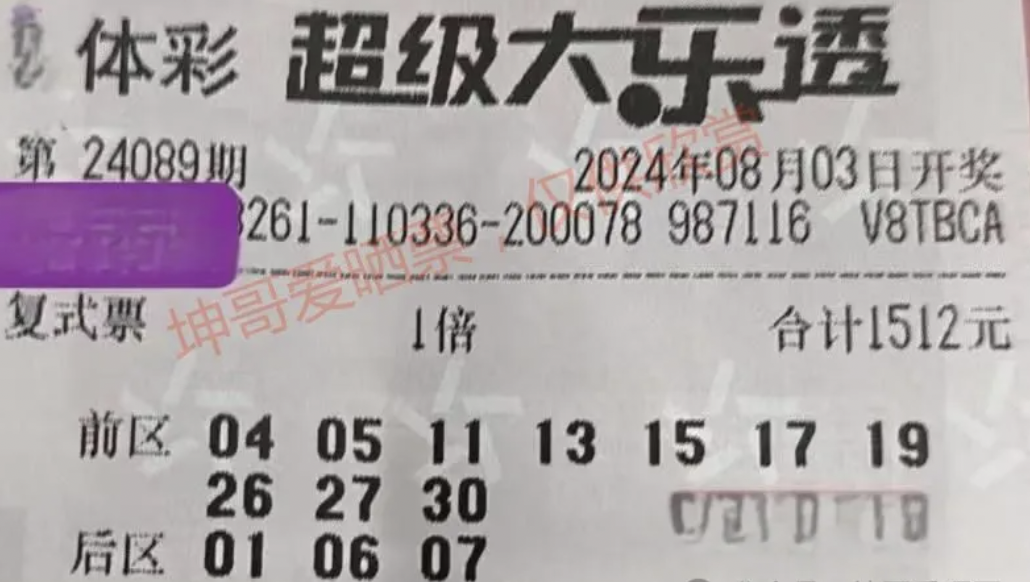 体彩 超级大乐透
第 24089期 2024年08月03日开奖
261-110336-200078 987116 V8TBCA
坤哥爱晒票，仅供欣赏
复式票 1倍 合计1512元
前区 04 05 11 13 15 17 19
26 27 30
后区 01 06 07